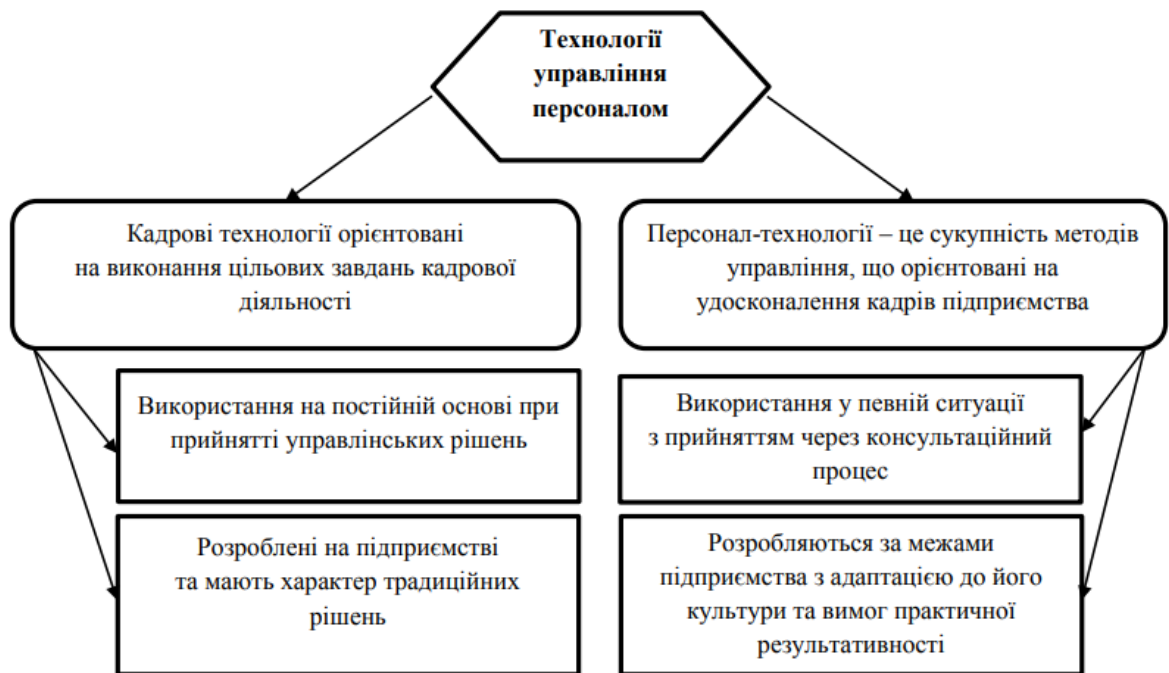 Технології
управління
персоналом
Кадрові технології орієнтовані
на виконання цільових завдань кадрової
діяльності
Персонал-технології – це сукупність методів
управління, що орієнтовані на
удосконалення кадрів підприємства
Використання на постійній основі при
прийнятті управлінських рішень
Використання у певній ситуації
з прийняттям через консультаційний
процес
Розроблені на підприємстві
та мають характер традиційних
рішень
Розробляються за межами
підприємства з адаптацією до його
культури та вимог практичної
результативності